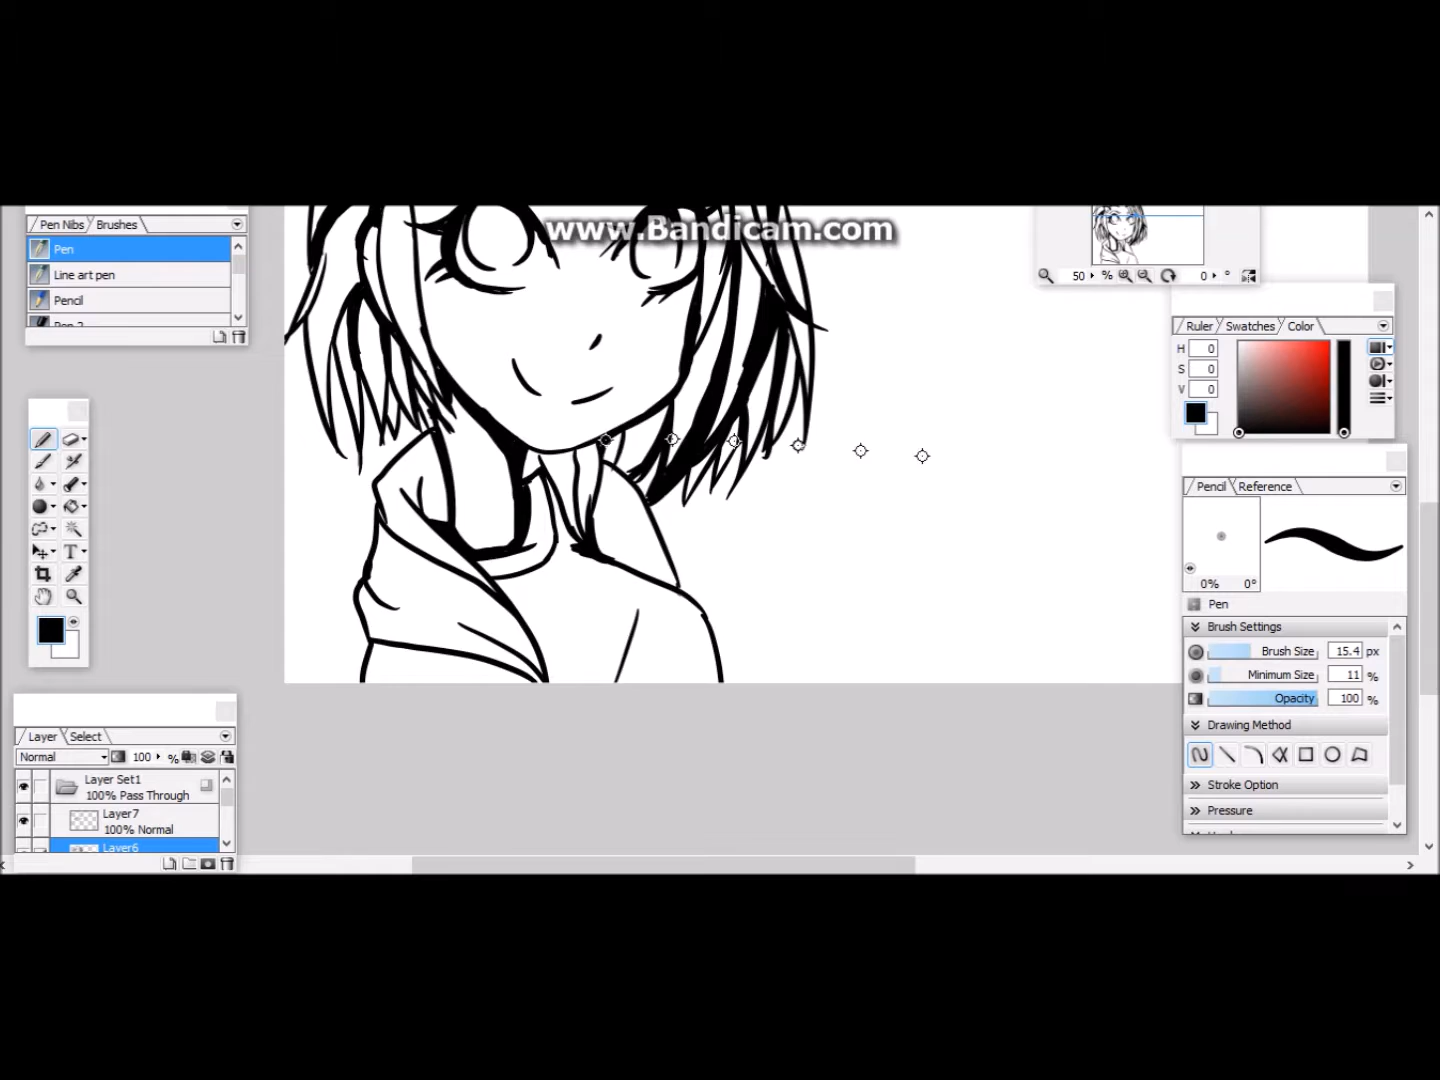 www.Bandicam.com
Pen Nibs Brushes
Pen
Line art pen
Pencil
Pen 2
50 % 0 °
Ruler Swatches Color
H 0
S 0
V 0
Pencil Reference
0% 0°
Pen
Brush Settings
Brush Size 15.4 px
Minimum Size 11 %
Opacity 100 %
Drawing Method
Stroke Option
Pressure
T
Layer Select
Normal 100 %
Layer Set1
100% Pass Through
Layer7
100% Normal
Layer6